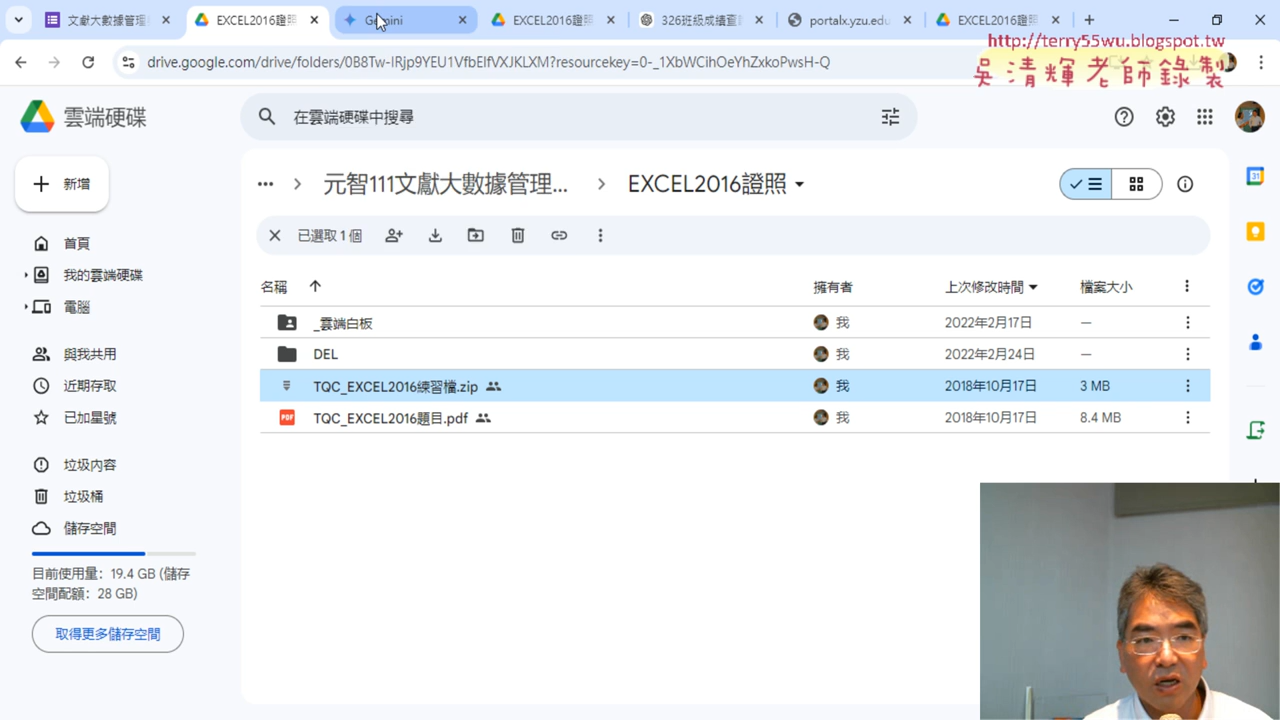 文獻大數據管理
EXCEL2016證照
Gemini
EXCEL2016證照
326班級成績查
portalx.yzu.edu
EXCEL2016證照
http://terry55wu.blogspot.tw
吳清輝老師錄製
drive.google.com/drive/folders/0B8Tw-IRjp9YEU1VfbElfVXJKLXM?resourcekey=0-_1XbWCihOeYhZxkoPwsH-Q
雲端硬碟
在雲端硬碟中搜尋
新增
元智111文獻大數據管理...
EXCEL2016證照
已選取 1 個
首頁
我的雲端硬碟
電腦
與我共用
近期存取
已加星號
垃圾內容
垃圾桶
儲存空間
目前使用量：19.4 GB (儲存
空間配額：28 GB)
取得更多儲存空間
名稱 擁有者 上次修改時間 檔案大小
_雲端白板 我 2022年2月17日 —
DEL 我 2022年2月24日 —
TQC_EXCEL2016練習檔.zip 我 2018年10月17日 3 MB
TQC_EXCEL2016題目.pdf 我 2018年10月17日 8.4 MB
31
PDF